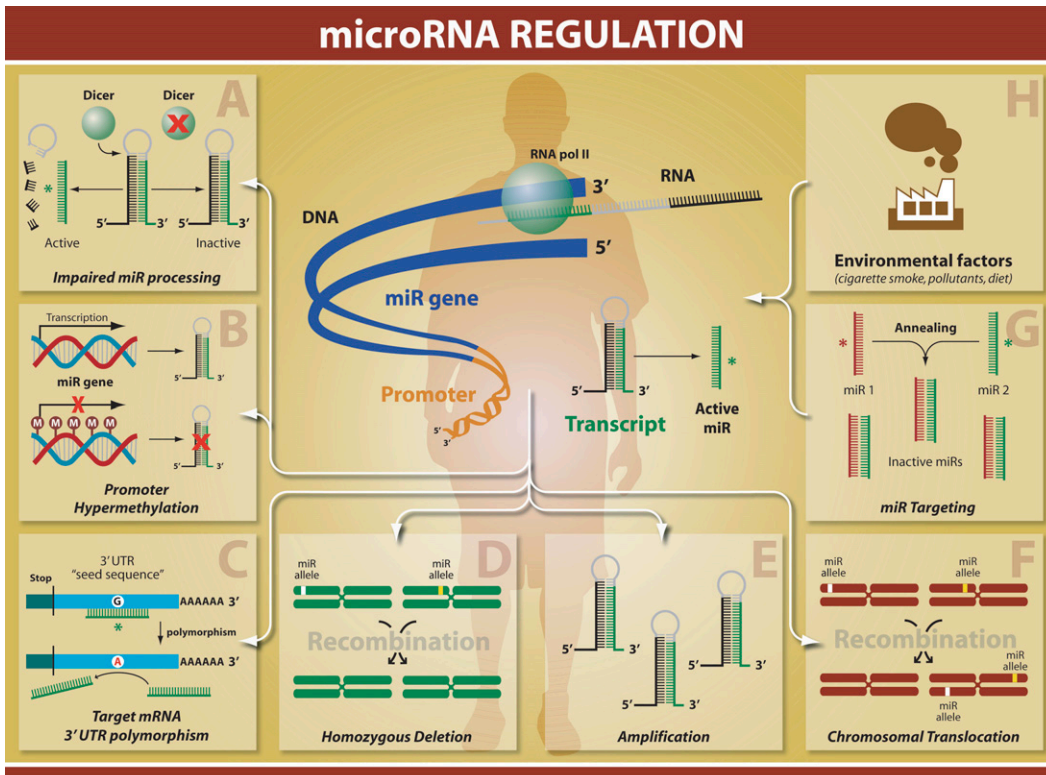 microRNA REGULATION
A
Dicer
Dicer
X
*
5’
3’
5’
3’
Active
Inactive
Impaired miR processing
B
Transcription
miR gene
5’
3’
X
M M M M M
X
5’
3’
Promoter
Hypermethylation
C
3’ UTR
“seed sequence”
Stop
G
AAAAAA 3’
*
polymorphism
A
AAAAAA 3’
Target mRNA
3’ UTR polymorphism
RNA pol II
3’
RNA
DNA
5’
miR gene
Promoter
5’
3’
5’
3’
*
Transcript
Active
miR
D
miR
allele
miR
allele
Recombination
Homozygous Deletion
E
5’
3’
3’
5’
3’
Amplification
H
Environmental factors
(cigarette smoke, pollutants, diet)
G
Annealing
*
*
miR 1
miR 2
Inactive miRs
miR Targeting
F
miR
allele
miR
allele
Recombination
miR
allele
miR
allele
Chromosomal Translocation